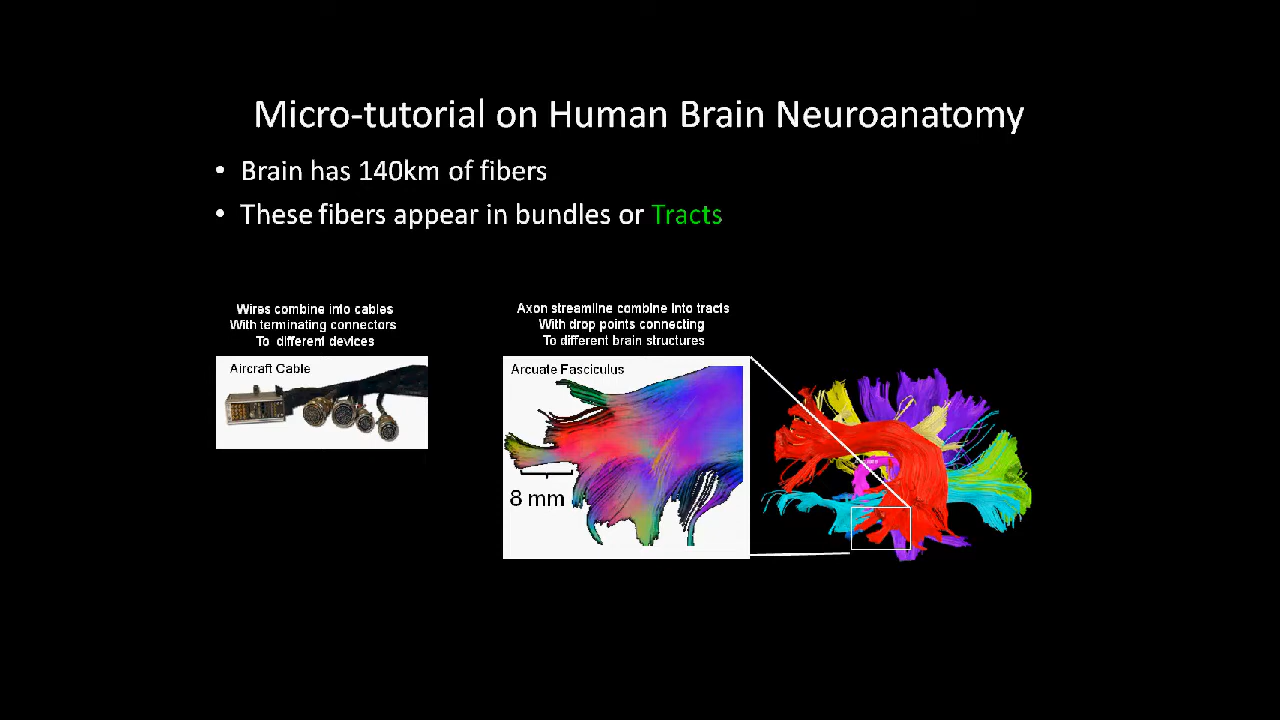 Micro-tutorial on Human Brain Neuroanatomy
• Brain has 140km of fibers
• These fibers appear in bundles or Tracts
Wires combine into cables
With terminating connectors
To different devices
Aircraft Cable
Axon streamline combine into tracts
With drop points connecting
To different brain structures
Arcuate Fasciculus
8 mm